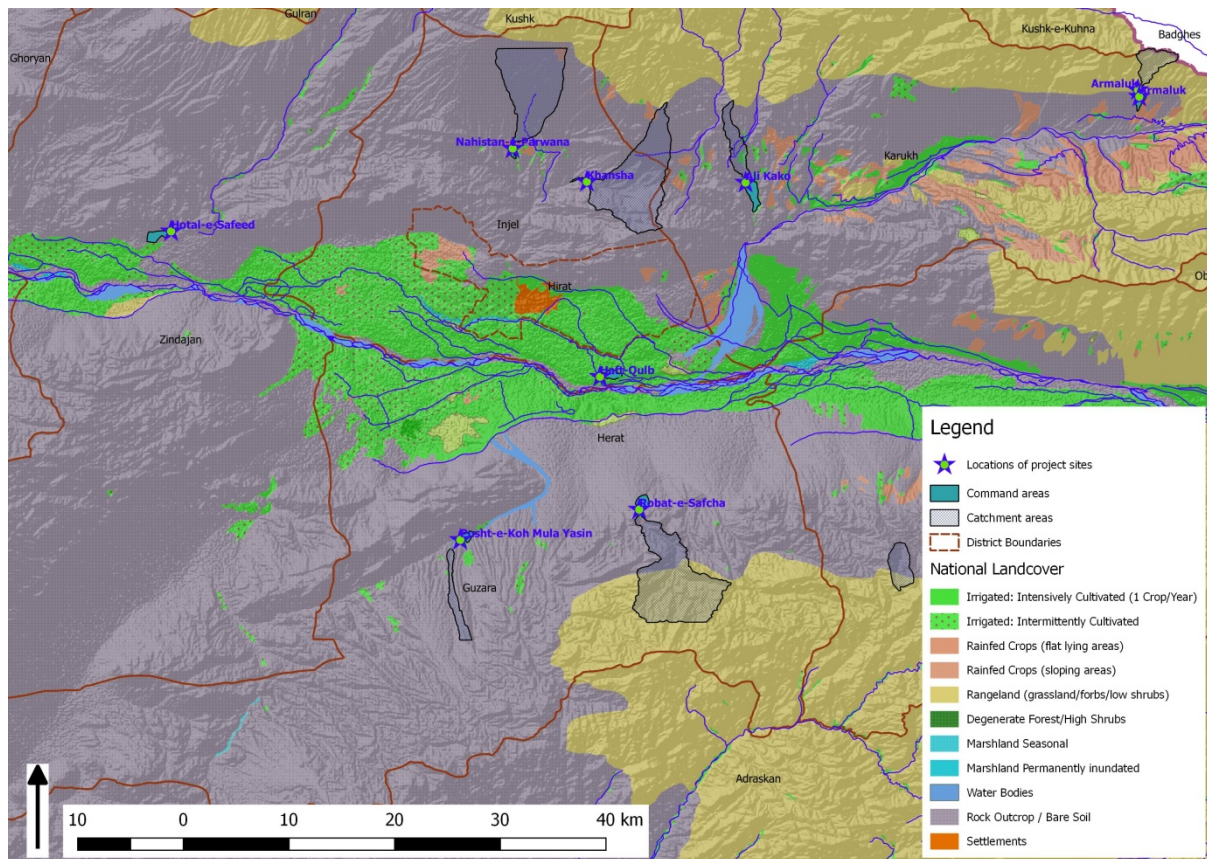 Kushk
Gulran
Kushk-e-Kuhna
Badghes
Ghoryan
Armaluk
Armaluk
Nahistan-e-Parwana
Karukh
Khansha
Ali Kako
Hotal-e-Safeed
Injel
Hirat
Zindajan
Haft-Qulb
Herat
Robat-e-Safcha
Posht-e-Koh Mula Yasin
Guzara
Adraskan
Legend
Locations of project sites
Command areas
Catchment areas
District Boundaries
National Landcover
Irrigated: Intensively Cultivated (1 Crop/Year)
Irrigated: Intermittently Cultivated
Rainfed Crops (flat lying areas)
Rainfed Crops (sloping areas)
Rangeland (grassland/forbs/low shrubs)
Degenerate Forest/High Shrubs
Marshland Seasonal
Marshland Permanently inundated
Water Bodies
Rock Outcrop / Bare Soil
Settlements
10 0 10 20 30 40 km